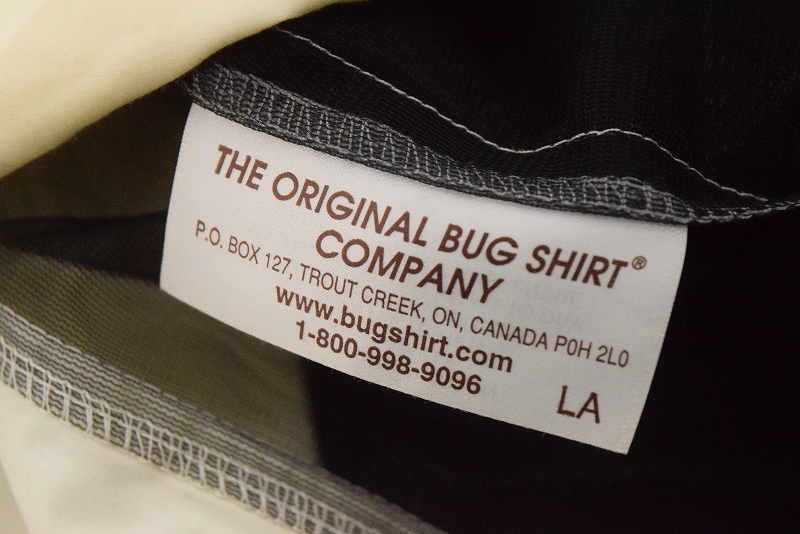 THE ORIGINAL BUG SHIRT®
COMPANY
P.O. BOX 127, TROUT CREEK, ON, CANADA P0H 2L0
www.bugshirt.com
1-800-998-9096
LA